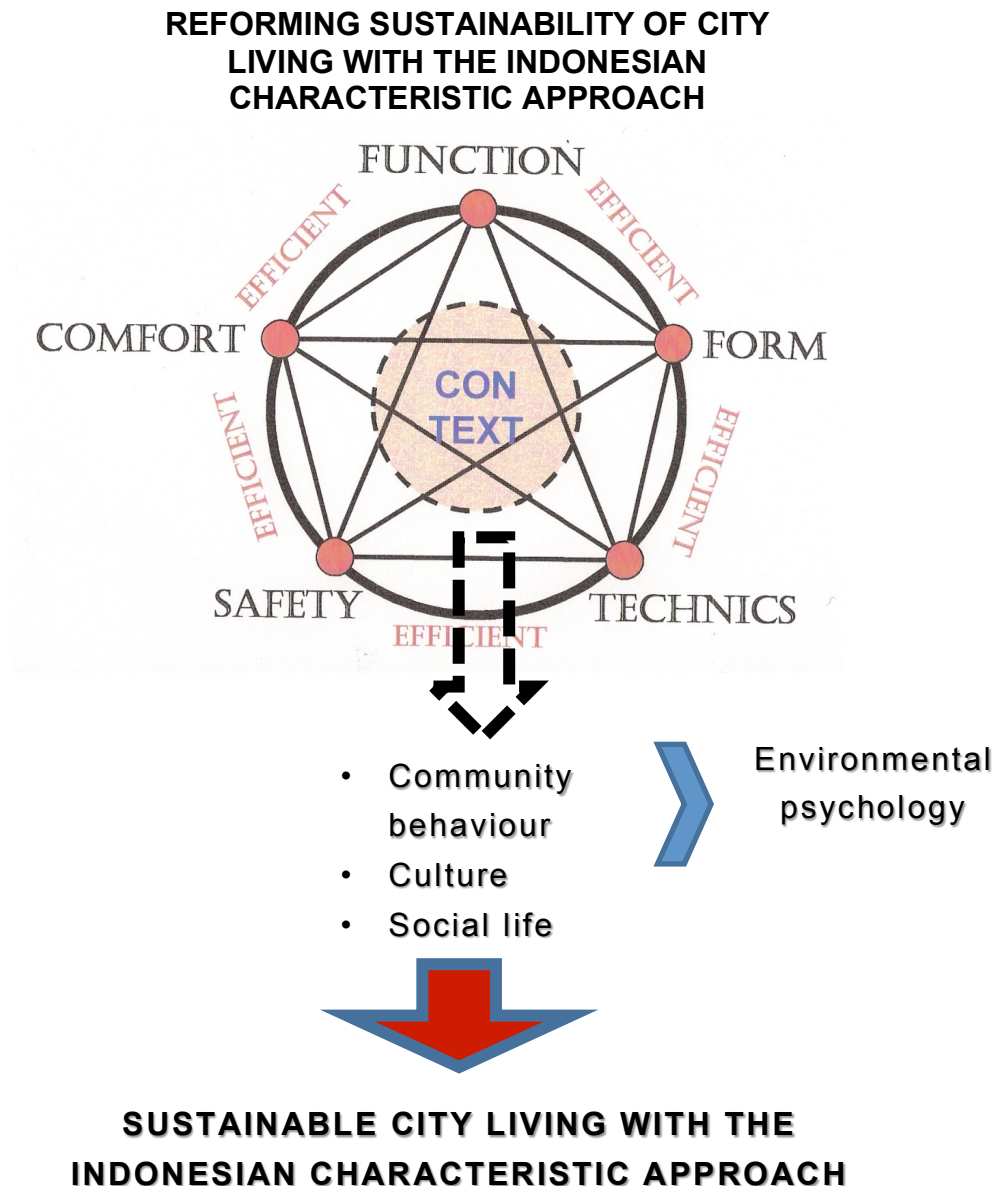 REFORMING SUSTAINABILITY OF CITY
LIVING WITH THE INDONESIAN
CHARACTERISTIC APPROACH
FUNCTION
EFFICIENT
EFFICIENT
COMFORT
FORM
CON
TEXT
EFFICIENT
EFFICIENT
SAFETY
TECHNICS
EFFICIENT
• Community
behaviour
• Culture
• Social life
Environmental
psychology
SUSTAINABLE CITY LIVING WITH THE
INDONESIAN CHARACTERISTIC APPROACH